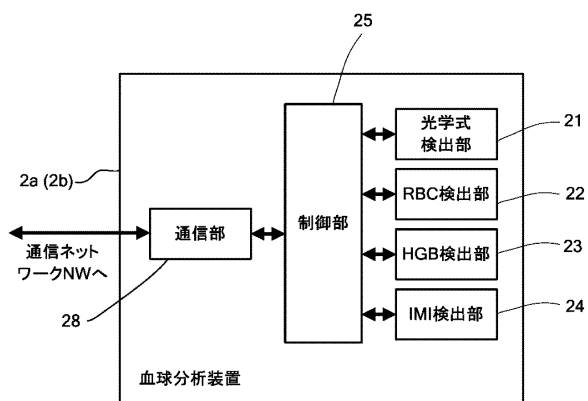 25
光学式
検出部
21
2a (2b)
RBC検出部
22
通信部
制御部
通信ネット
ワークNWへ
HGB検出部
23
28
IMI検出部
24
血球分析装置